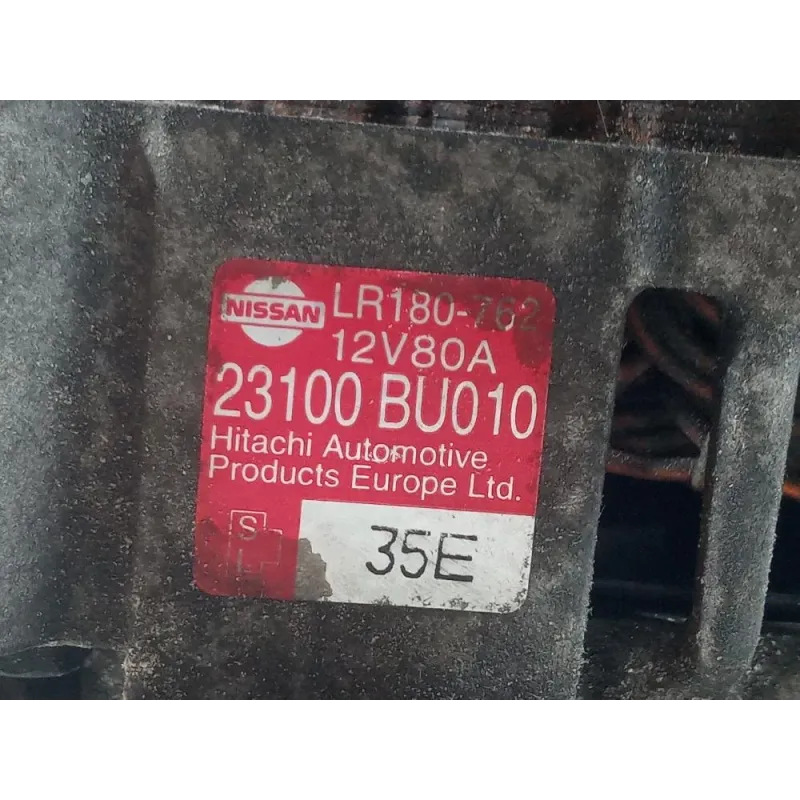 NISSAN LR180-762
12V80A
23100 BU010
Hitachi Automotive
Products Europe Ltd.
S
L
35E